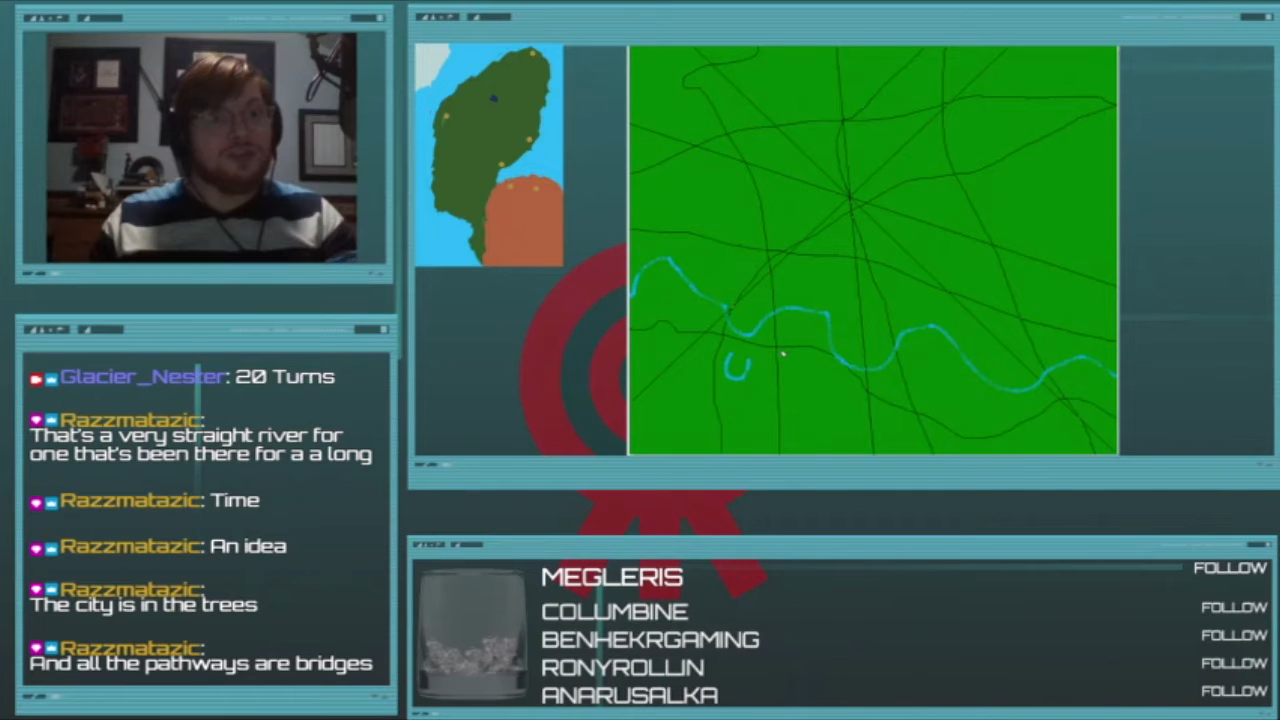 Glacier_Nester: 20 Turns
Razzmatazic:
That's a very straight river for
one that's been there for a a long
Razzmatazic: Time
Razzmatazic: An idea
Razzmatazic:
The city is in the trees
Razzmatazic:
And all the pathways are bridges
MEGLERIS
FOLLOW
COLUMBINE
FOLLOW
BENHEKRGAMING
FOLLOW
RONYROLLIN
FOLLOW
ANARUSALKA
FOLLOW